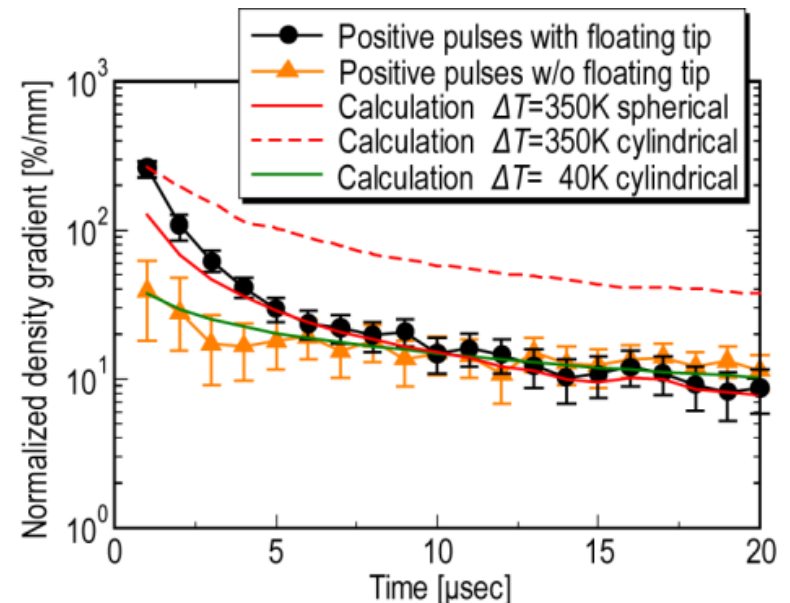 Positive pulses with floating tip
Positive pulses w/o floating tip
Calculation ΔT=350K spherical
Calculation ΔT=350K cylindrical
Calculation ΔT= 40K cylindrical
Normalized density gradient [%/mm]
10³
10²
10¹
10⁰
0 5 10 15 20
Time [μsec]